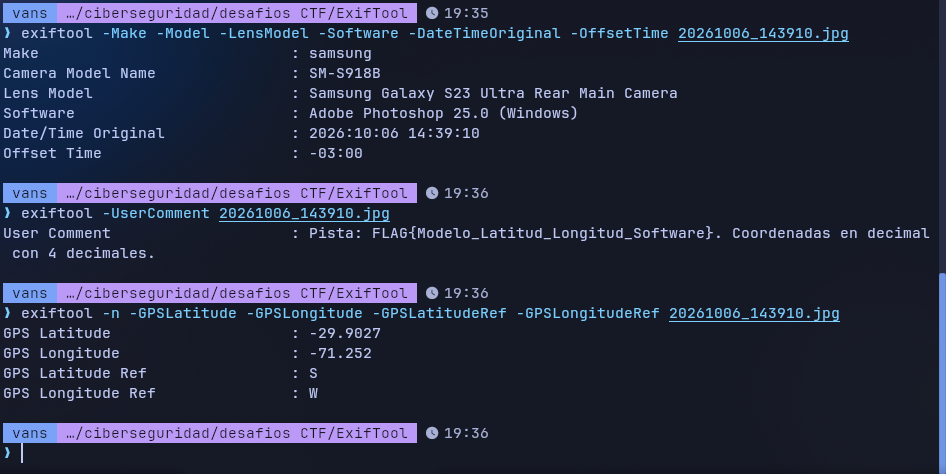 vans …/ciberseguridad/desafios CTF/ExifTool 19:35
❯ exiftool -Make -Model -LensModel -Software -DateTimeOriginal -OffsetTime 20261006_143910.jpg
Make : samsung
Camera Model Name : SM-S918B
Lens Model : Samsung Galaxy S23 Ultra Rear Main Camera
Software : Adobe Photoshop 25.0 (Windows)
Date/Time Original : 2026:10:06 14:39:10
Offset Time : -03:00
vans …/ciberseguridad/desafios CTF/ExifTool 19:36
❯ exiftool -UserComment 20261006_143910.jpg
User Comment : Pista: FLAG{Modelo_Latitud_Longitud_Software}. Coordenadas en decimal
con 4 decimales.
vans …/ciberseguridad/desafios CTF/ExifTool 19:36
❯ exiftool -n -GPSLatitude -GPSLongitude -GPSLatitudeRef -GPSLongitudeRef 20261006_143910.jpg
GPS Latitude : -29.9027
GPS Longitude : -71.252
GPS Latitude Ref : S
GPS Longitude Ref : W
vans …/ciberseguridad/desafios CTF/ExifTool 19:36
❯